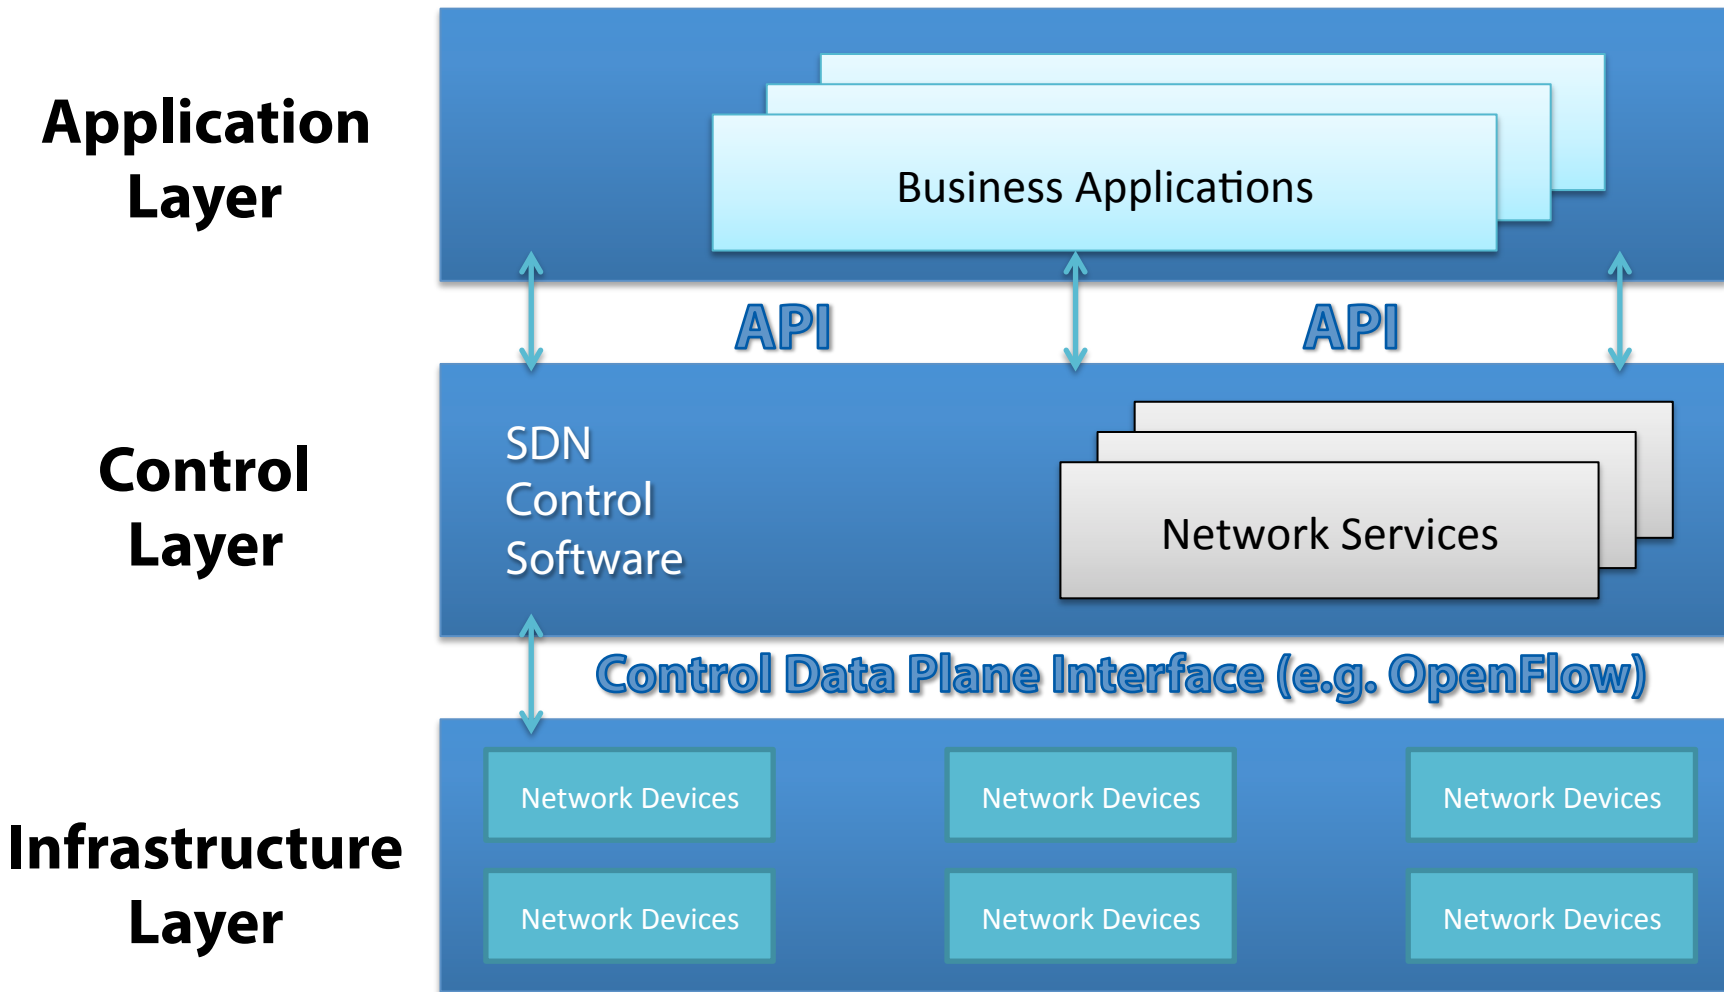 Application
Layer
Business Applications
API
API
Control
Layer
SDN
Control
Software
Network Services
Control Data Plane Interface (e.g. OpenFlow)
Infrastructure
Layer
Network Devices
Network Devices
Network Devices
Network Devices
Network Devices
Network Devices